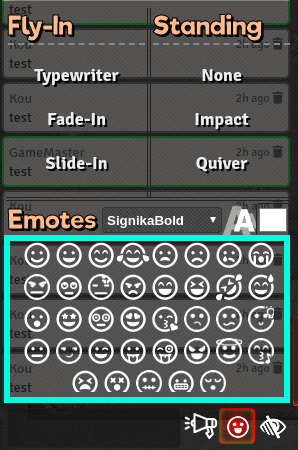 Fly-In Standing
Kou 2h ago
test
Typewriter None
Kou 2h ago
test
Fade-In Impact
GameMaster 2h ago
test
Slide-In Quiver
Kou 2h ago
Emotes SignikaBold A
test
test
Kou
test